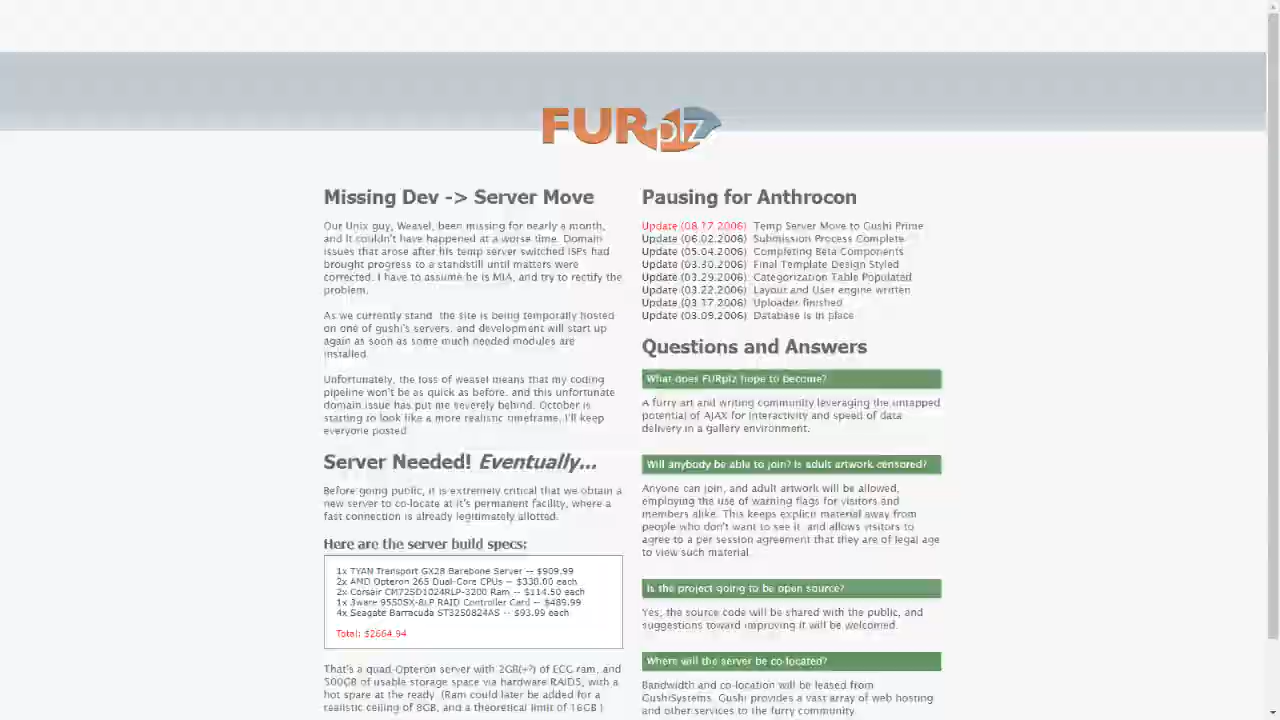 FURplz
Missing Dev -> Server Move
Our Unix guy, Weasel, been missing for nearly a month,
and it couldn't have happened at a worse time. Domain
issues that arose after his temp server switched ISPs had
brought progress to a standstill until matters were
corrected. I have to assume he is MIA, and try to rectify the
problem.
As we currently stand, the site is being temporally hosted
on one of gushi's servers, and development will start up
again as soon as some much needed modules are
installed.
Unfortunately, the loss of weasel means that my coding
pipeline won't be as quick as before, and this unfortunate
domain issue has put me severely behind. October is
starting to look like a more realistic timeframe, I'll keep
everyone posted.
Server Needed! Eventually...
Before going public, it is extremely critical that we obtain a
new server to co-locate at it's permanent facility, where a
fast connection is already legitimately allotted.
Here are the server build specs:
1x TYAN Transport GX28 Barebone Server -- $909.99
2x AMD Opteron 265 Dual-Core CPUs -- $330.00 each
2x Corsair CM72SD1024RLP-3200 Ram -- $114.50 each
1x 3ware 9550SX-8LP RAID Controller Card -- $489.99
4x Seagate Barracuda ST3250824AS -- $93.99 each
Total: $2664.94
That's a quad-Opteron server with 2GB(+?) of ECC ram, and
500GB of usable storage space via hardware RAID5, with a
hot spare at the ready. (Ram could later be added for a
realistic ceiling of 8GB, and a theoretical limit of 16GB.)
Pausing for Anthrocon
Update (08.17.2006) Temp Server Move to Gushi Prime
Update (06.02.2006) Submission Process Complete
Update (05.04.2006) Completing Beta Components
Update (03.30.2006) Final Template Design Styled
Update (03.29.2006) Categorization Table Populated
Update (03.22.2006) Layout and User engine written
Update (03.17.2006) Uploader finished
Update (03.09.2006) Database is in place
Questions and Answers
What does FURplz hope to become?
A furry art and writing community leveraging the untapped
potential of AJAX for interactivity and speed of data
delivery in a gallery environment.
Will anybody be able to join? Is adult artwork censored?
Anyone can join, and adult artwork will be allowed,
employing the use of warning flags for visitors and
members alike. This keeps explicit material away from
people who don't want to see it, and allows visitors to
agree to a per session agreement that they are of legal age
to view such material.
Is the project going to be open source?
Yes, the source code will be shared with the public, and
suggestions toward improving it will be welcomed.
Where will the server be co-located?
Bandwidth and co-location will be leased from
GushiSystems. Gushi provides a vast array of web hosting
and other services to the furry community.